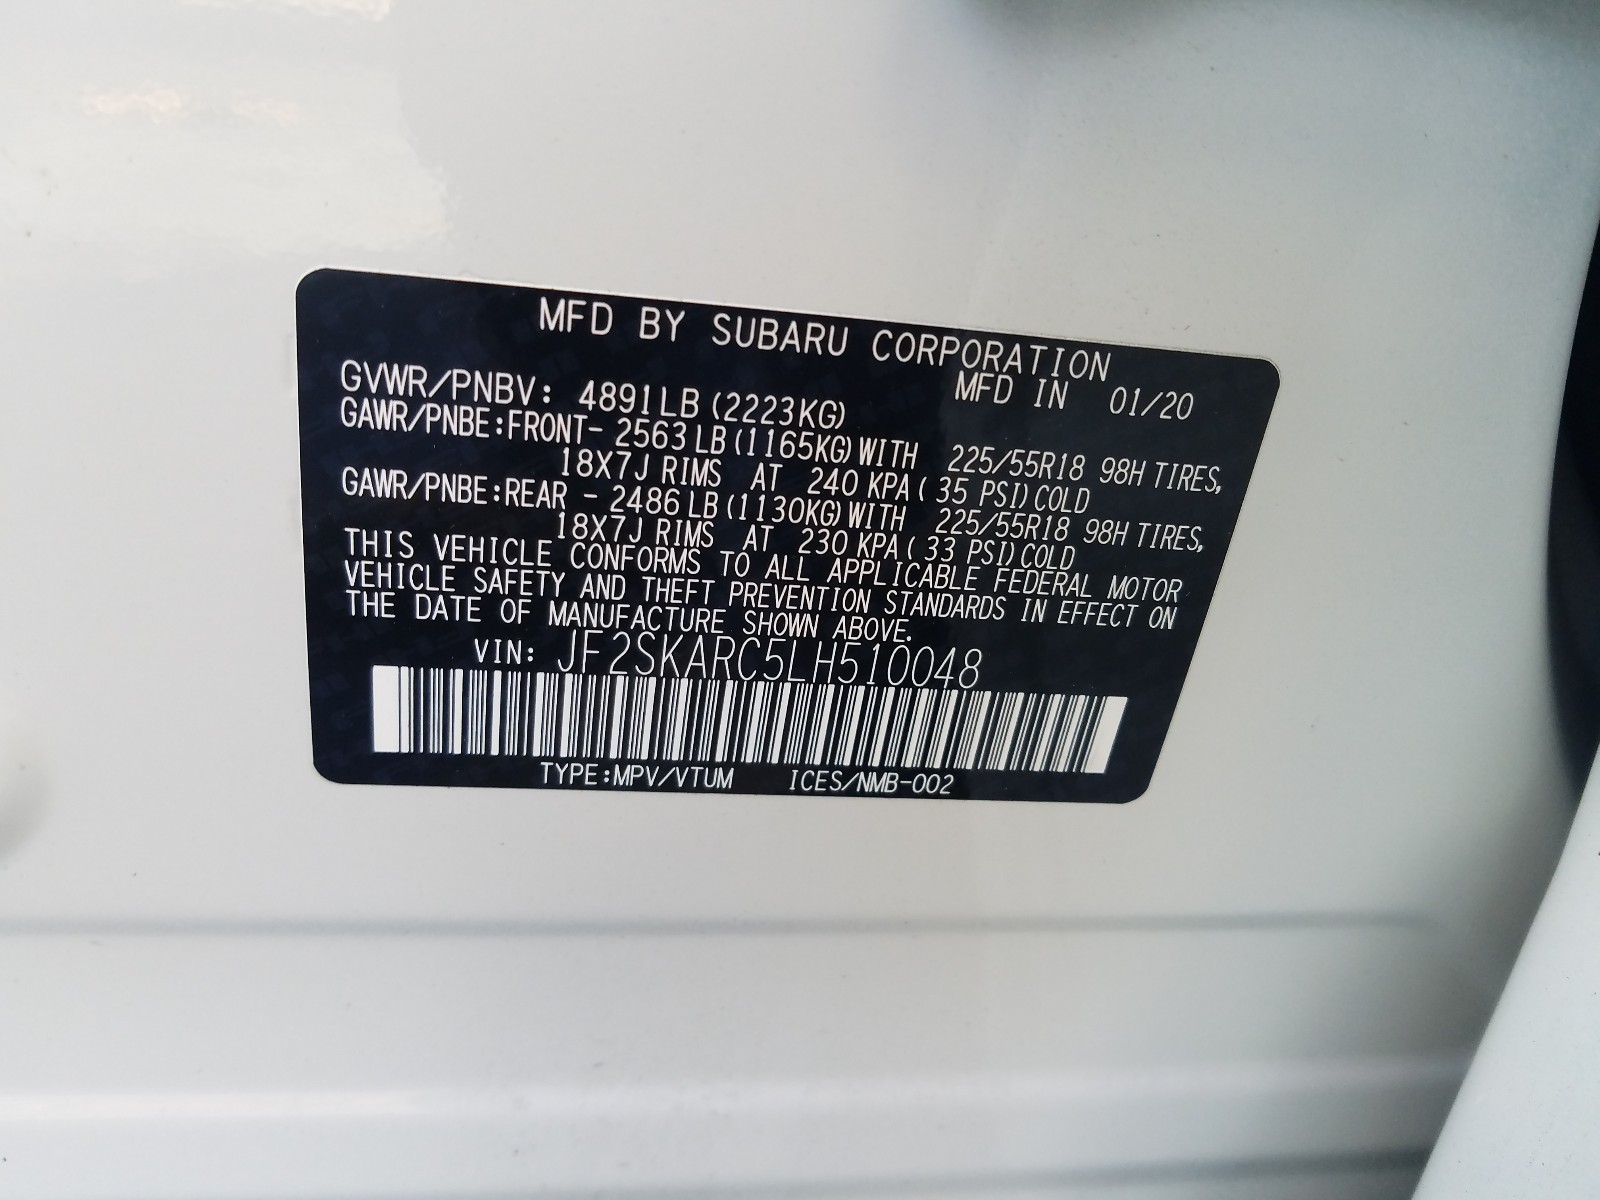 MFD BY SUBARU CORPORATION
MFD IN 01/20
GVWR/PNBV: 4891LB (2223KG)
GAWR/PNBE:FRONT- 2563 LB (1165KG) WITH 225/55R18 98H TIRES,
18X7J RIMS AT 240 KPA ( 35 PSI) COLD
GAWR/PNBE:REAR - 2486 LB (1130KG) WITH 225/55R18 98H TIRES,
18X7J RIMS AT 230 KPA ( 33 PSI) COLD
THIS VEHICLE CONFORMS TO ALL APPLICABLE FEDERAL MOTOR
VEHICLE SAFETY AND THEFT PREVENTION STANDARDS IN EFFECT ON
THE DATE OF MANUFACTURE SHOWN ABOVE.
VIN: JF2SKARC5LH510048
TYPE:MPV/VTUM ICES/NMB-002